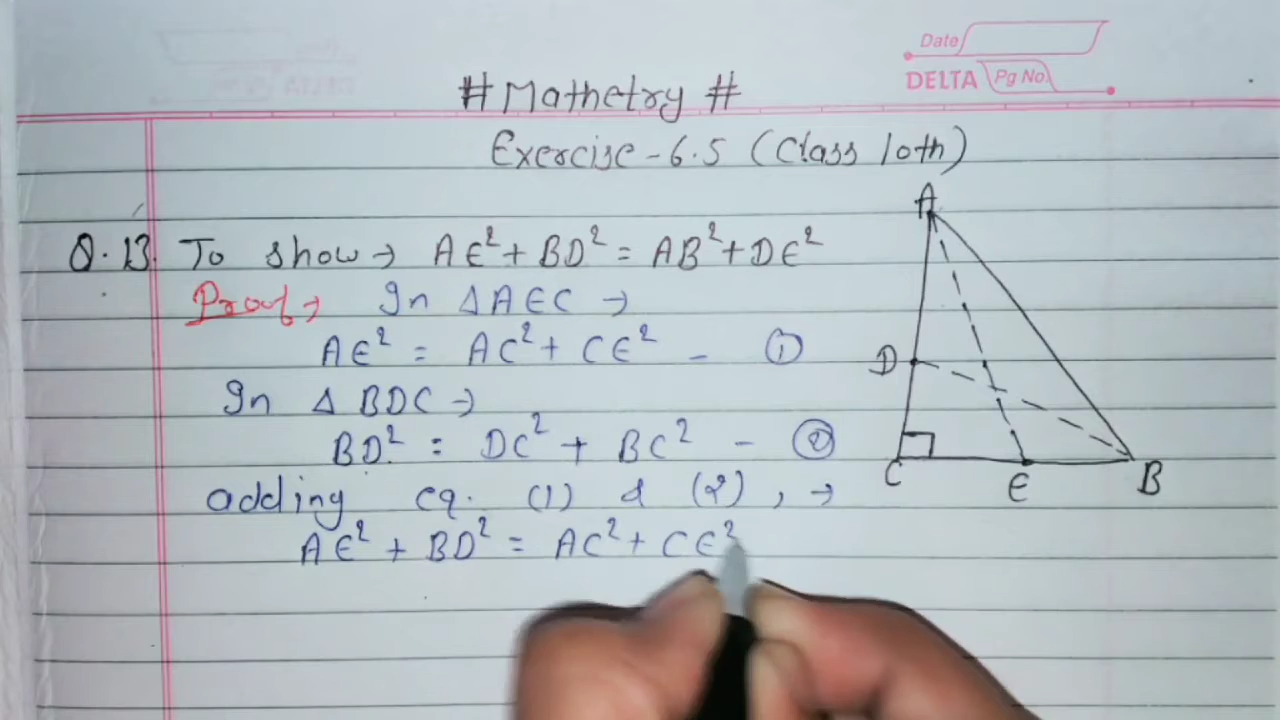 Date
DELTA Pg No.
# Mathetry #
Exercise - 6.5 (Class 10th)
Q.13. To show → AE² + BD² = AB² + DE²
Proof → In ΔAEC →
AE² = AC² + CE² - ①
In Δ BDC →
BD² = DC² + BC² - ②
adding eq. (1) & (2), →
AE² + BD² = AC² + CE²
A
D
C
E
B